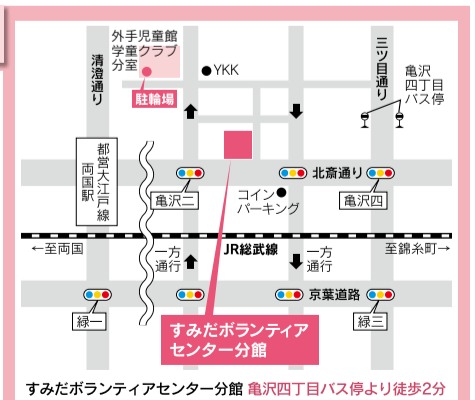 外手児童館
学童クラブ
分室
YKK
駐輪場
清澄通り
三ツ目通り
亀沢
四丁目
バス停
都営大江戸線
両国駅
北斎通り
亀沢二
コイン
パーキング
亀沢四
←至両国
一方
通行
JR総武線
一方
通行
至錦糸町→
京葉道路
緑一
緑三
すみだボランティア
センター分館
すみだボランティアセンター分館 亀沢四丁目バス停より徒歩2分